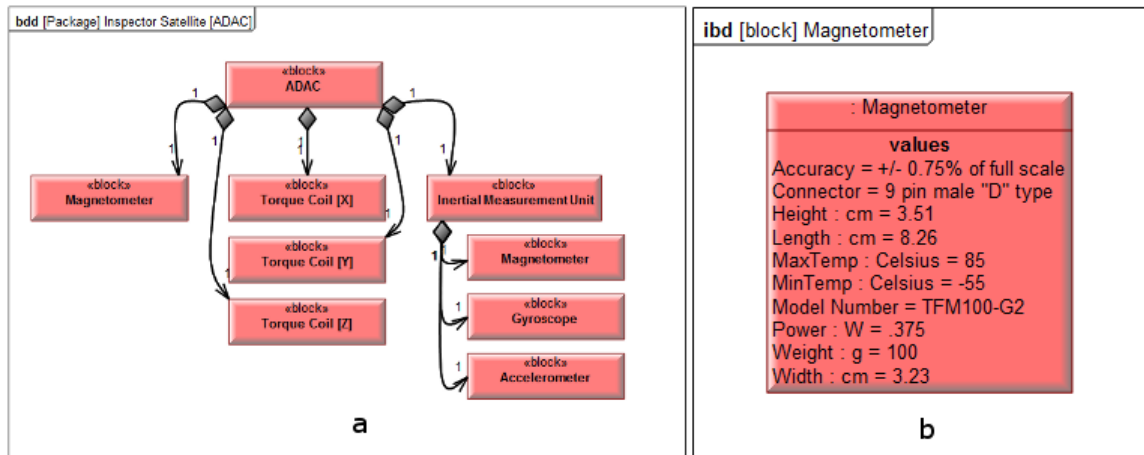 bdd [Package] Inspector Satellite [ADAC]
«block»
ADAC
1
1
1
1
1
1
1
1
1
«block»
Magnetometer
«block»
Torque Coil [X]
«block»
Inertial Measurement Unit
1
«block»
Torque Coil [Y]
1
1
«block»
Magnetometer
1
«block»
Torque Coil [Z]
1
«block»
Gyroscope
1
«block»
Accelerometer
a
ibd [block] Magnetometer
: Magnetometer
values
Accuracy = +/- 0.75% of full scale
Connector = 9 pin male "D" type
Height : cm = 3.51
Length : cm = 8.26
MaxTemp : Celsius = 85
MinTemp : Celsius = -55
Model Number = TFM100-G2
Power : W = .375
Weight : g = 100
Width : cm = 3.23
b